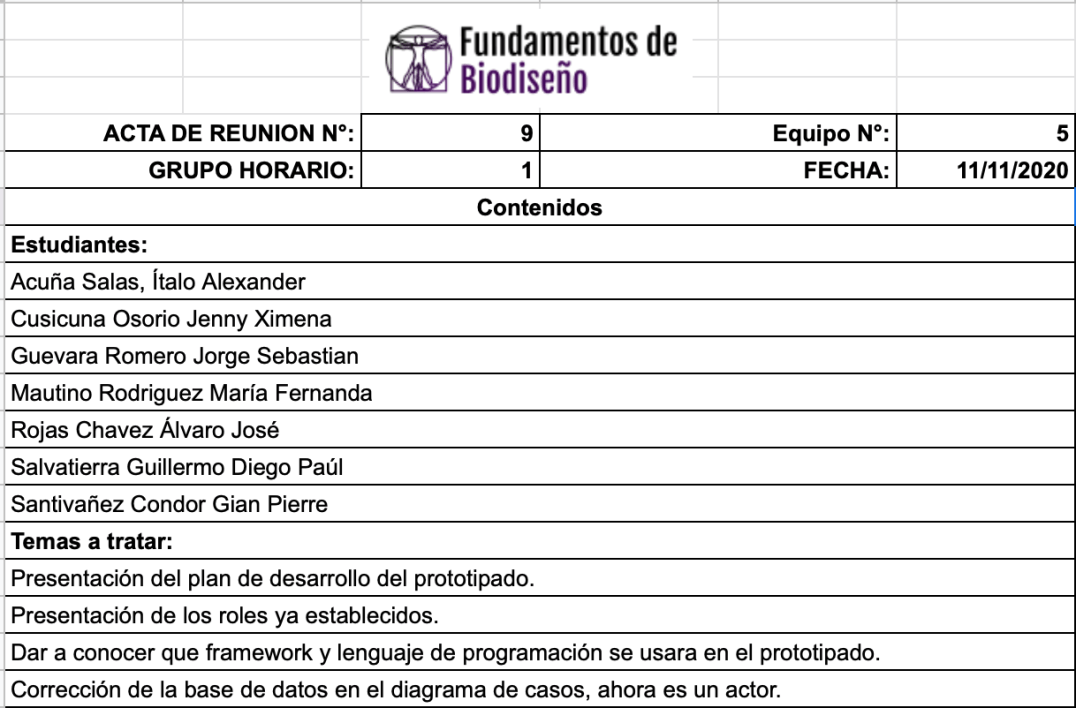 Fundamentos de
Biodiseño
ACTA DE REUNION N°: 9 Equipo N°: 5
GRUPO HORARIO: 1 FECHA: 11/11/2020
Contenidos
Estudiantes:
Acuña Salas, Ítalo Alexander
Cusicuna Osorio Jenny Ximena
Guevara Romero Jorge Sebastian
Mautino Rodriguez María Fernanda
Rojas Chavez Álvaro José
Salvatierra Guillermo Diego Paúl
Santivañez Condor Gian Pierre
Temas a tratar:
Presentación del plan de desarrollo del prototipado.
Presentación de los roles ya establecidos.
Dar a conocer que framework y lenguaje de programación se usara en el prototipado.
Corrección de la base de datos en el diagrama de casos, ahora es un actor.